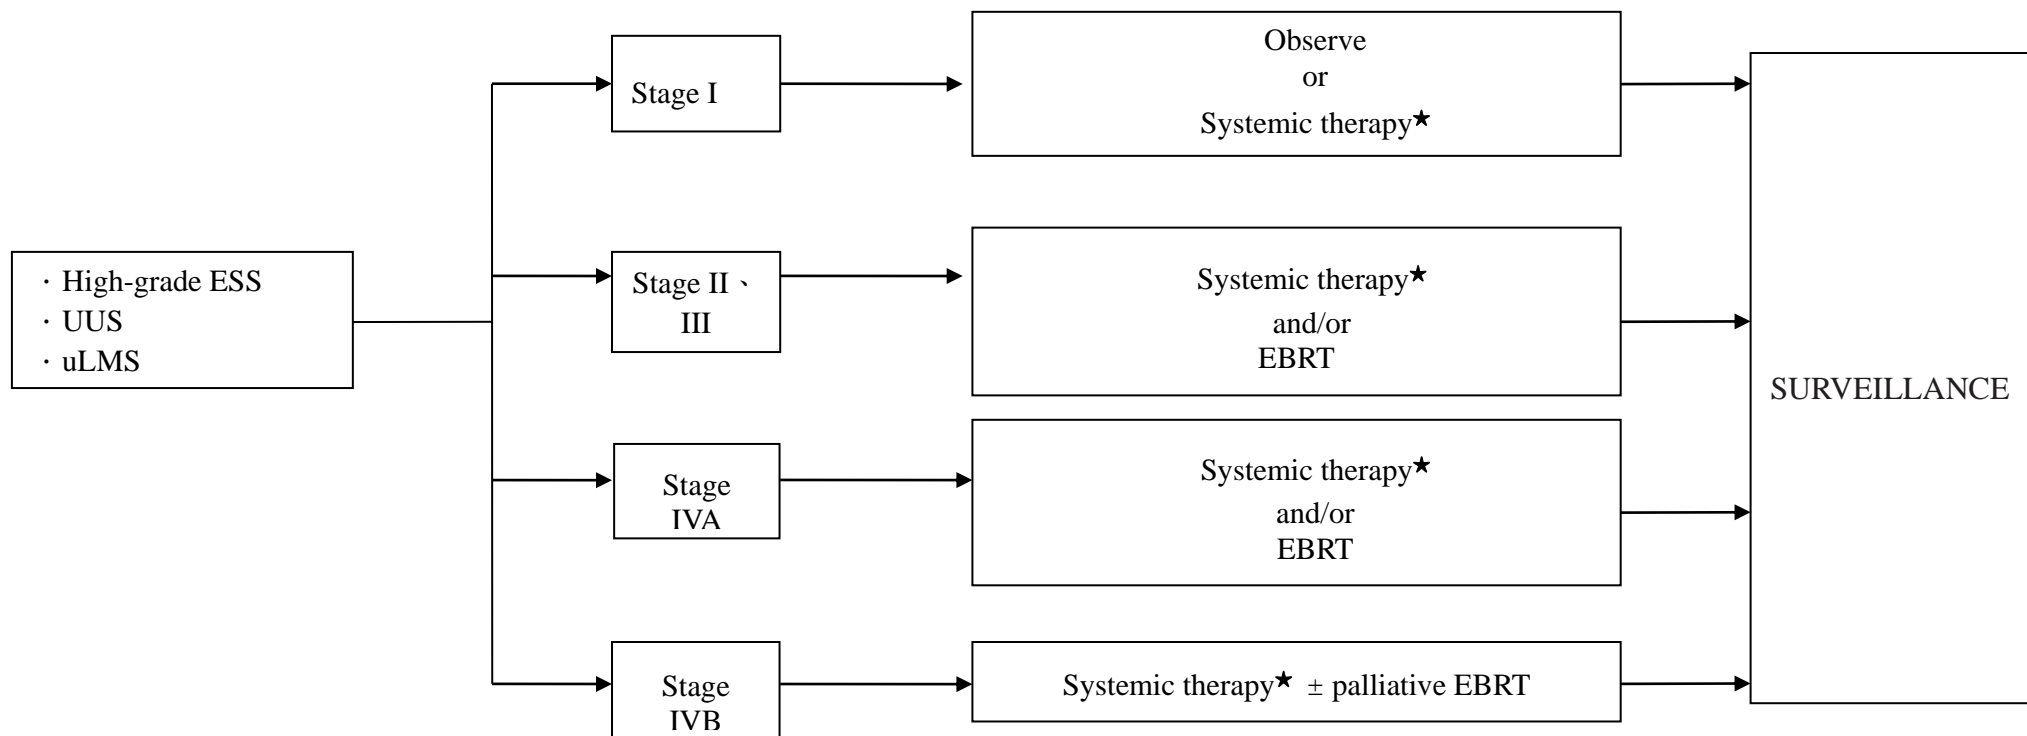 · High-grade ESS
· UUS
· uLMS
Stage I
Observe
or
Systemic therapy★
Stage II、
III
Systemic therapy★
and/or
EBRT
Stage
IVA
Systemic therapy★
and/or
EBRT
Stage
IVB
Systemic therapy★ ± palliative EBRT
SURVEILLANCE